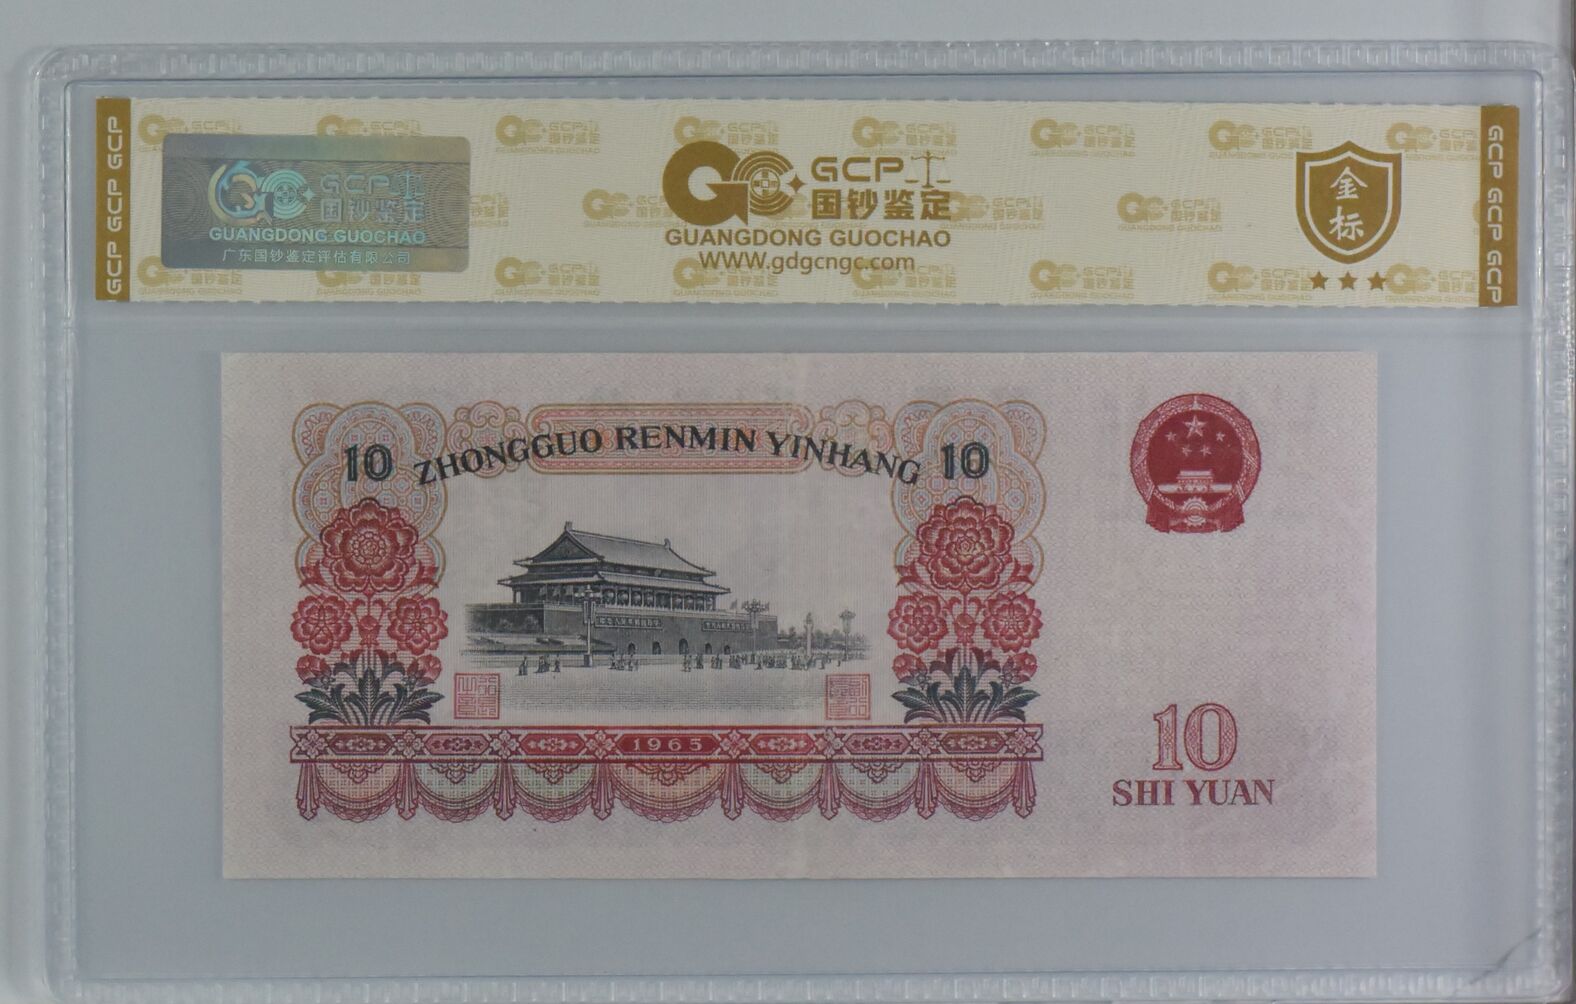 GCP GCP GCP
GCP
国钞鉴定
GUANGDONG GUOCHAO
广东国钞鉴定评估有限公司
GCP
国钞鉴定
GUANGDONG GUOCHAO
WWW.gdgcngc.com
金标
GCP GCP GCP
10 ZHONGGUO RENMIN YINHANG 10
1965
10
SHI YUAN